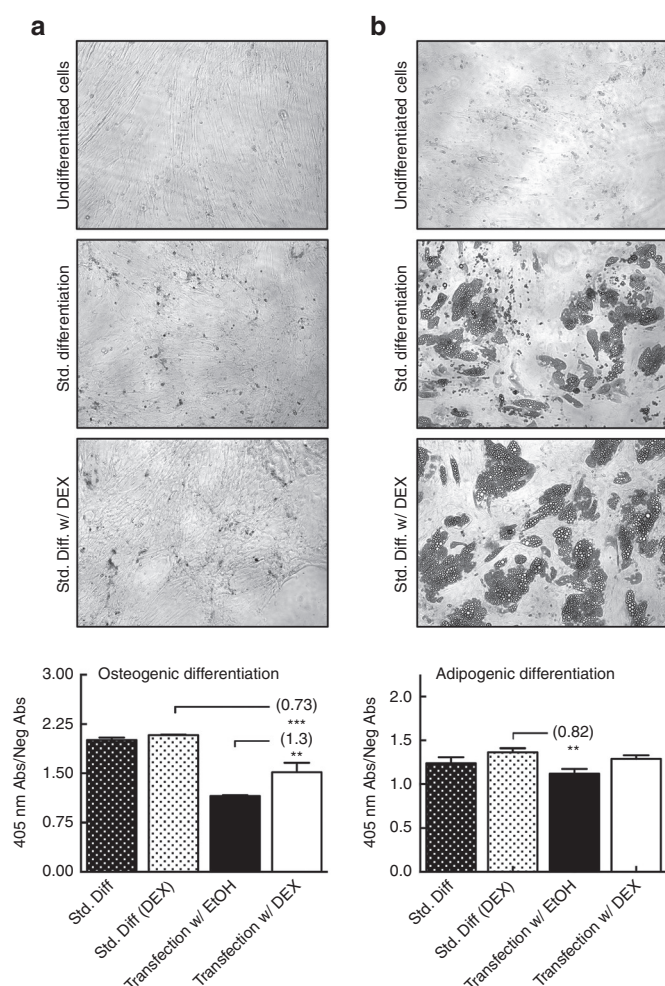 a
b
Undifferentiated cells
Undifferentiated cells
Std. differentiation
Std. differentiation
Std. Diff. w/ DEX
Std. Diff. w/ DEX
Osteogenic differentiation
405 nm Abs/Neg Abs
3.00
2.25
1.50
0.75
0.00
(0.73)
***
(1.3)
**
Std. Diff
Std. Diff (DEX)
Transfection w/ EtOH
Transfection w/ DEX
Adipogenic differentiation
405 nm Abs/Neg Abs
2.0
1.5
1.0
0.5
0.0
(0.82)
**
Std. Diff
Std. Diff (DEX)
Transfection w/ EtOH
Transfection w/ DEX